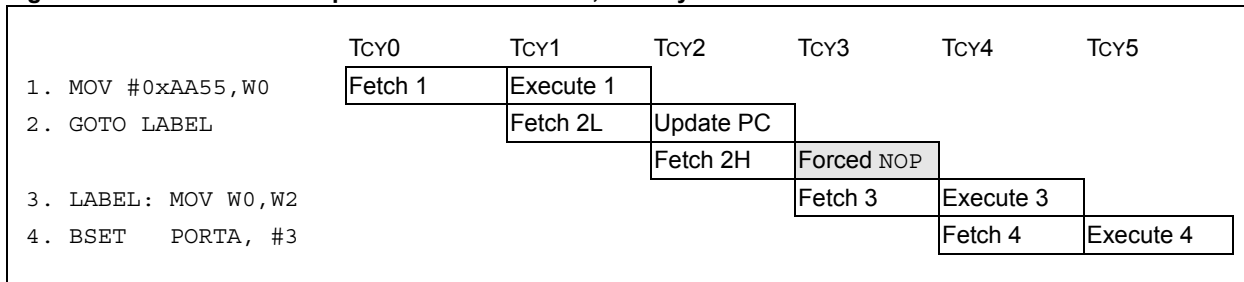 TCY0 TCY1 TCY2 TCY3 TCY4 TCY5
1. MOV #0xAA55,W0 Fetch 1 Execute 1
2. GOTO LABEL Fetch 2L Update PC
Fetch 2H Forced NOP
3. LABEL: MOV W0,W2 Fetch 3 Execute 3
4. BSET PORTA, #3 Fetch 4 Execute 4